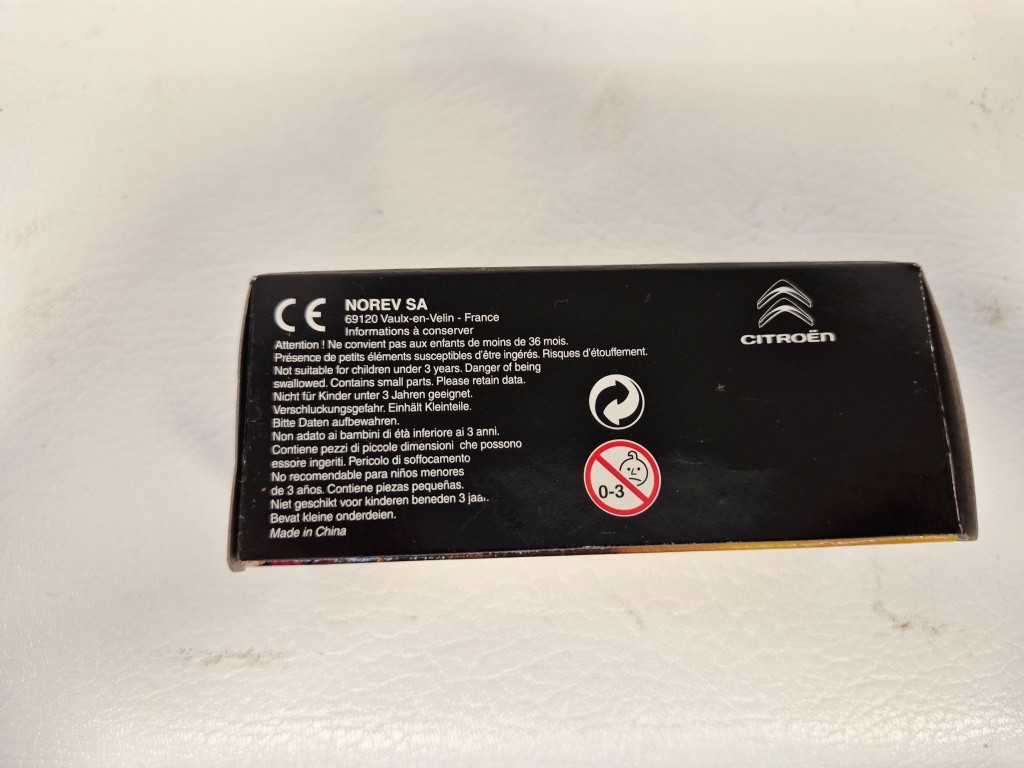 CE
NOREV SA
69120 Vaulx-en-Velin - France
Informations à conserver
Attention ! Ne convient pas aux enfants de moins de 36 mois.
Présence de petits éléments susceptibles d'être ingérés. Risques d'étouffement.
Not suitable for children under 3 years. Danger of being
swallowed. Contains small parts. Please retain data.
Nicht für Kinder unter 3 Jahren geeignet.
Verschluckungsgefahr. Einhält Kleinteile.
Bitte Daten aufbewahren.
Non adato ai bambini di étà inferiore ai 3 anni.
Contiene pezzi di piccole dimensioni che possono
essore ingeriti. Pericolo di soffocamento
No recomendable para niños menores
de 3 años. Contiene piezas pequeñas.
Niet geschikt voor kinderen beneden 3 jaar.
Bevat kleine onderdeien.
Made in China
0-3
CITROËN